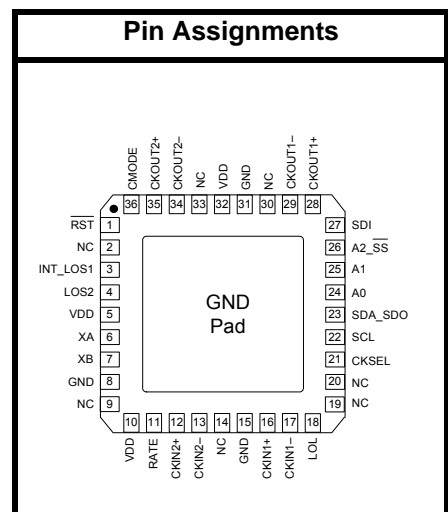 Pin Assignments
CMODE
CKOUT2+
CKOUT2–
NC
VDD
GND
NC
CKOUT1–
CKOUT1+
36 35 34 33 32 31 30 29 28
RST 1
NC 2
INT_LOS1 3
LOS2 4
VDD 5
XA 6
XB 7
GND 8
NC 9
GND
Pad
27 SDI
26 A2_SS
25 A1
24 A0
23 SDA_SDO
22 SCL
21 CKSEL
20 NC
19 NC
10 11 12 13 14 15 16 17 18
VDD
RATE
CKIN2+
CKIN2–
NC
GND
CKIN1+
CKIN1–
LOL